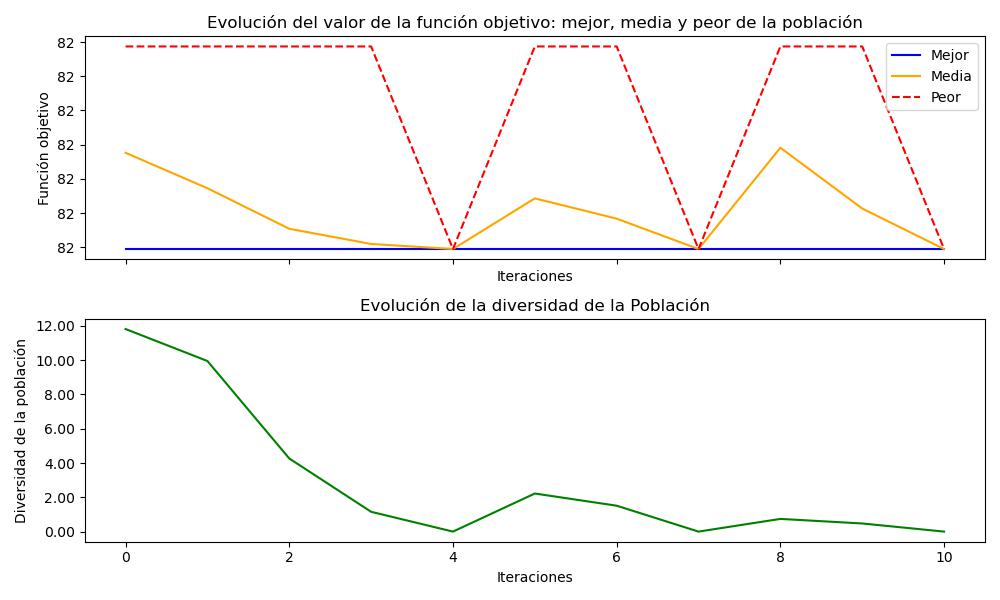 Evolución del valor de la función objetivo: mejor, media y peor de la población
82
82
82
82
82
82
82
Función objetivo
Mejor
Media
Peor
Iteraciones
Evolución de la diversidad de la Población
12.00
10.00
8.00
6.00
4.00
2.00
0.00
Diversidad de la población
0 2 4 6 8 10
Iteraciones